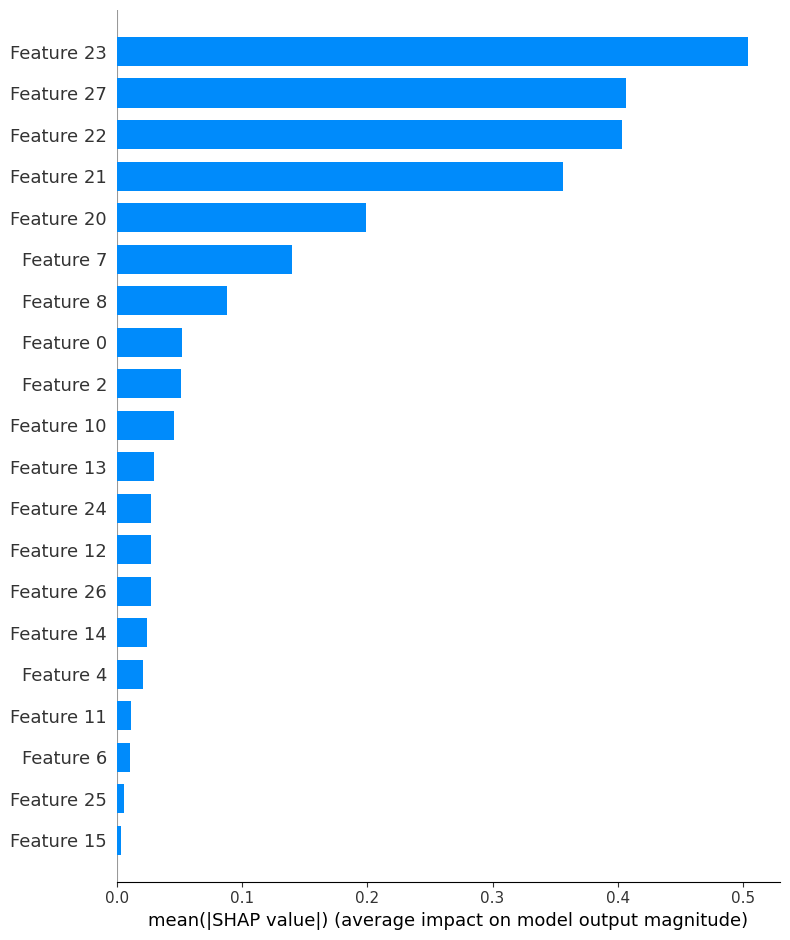 Feature 23
Feature 27
Feature 22
Feature 21
Feature 20
Feature 7
Feature 8
Feature 0
Feature 2
Feature 10
Feature 13
Feature 24
Feature 12
Feature 26
Feature 14
Feature 4
Feature 11
Feature 6
Feature 25
Feature 15
0.0 0.1 0.2 0.3 0.4 0.5
mean(|SHAP value|) (average impact on model output magnitude)